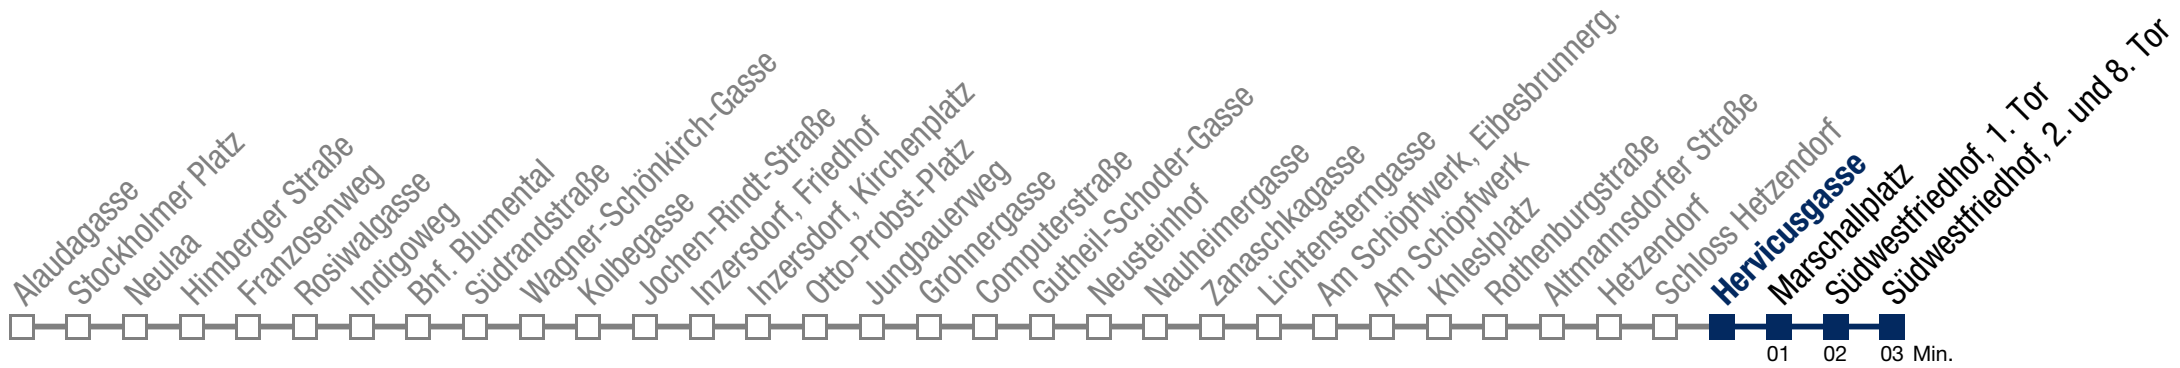 Alaudagasse
Stockholmer Platz
Neulaa
Himberger Straße
Franzosenweg
Rosiwalgasse
Indigoweg
Bhf. Blumental
Südrandstraße
Wagner-Schönkirch-Gasse
Kolbegasse
Jochen-Rindt-Straße
Inzersdorf, Friedhof
Inzersdorf, Kirchenplatz
Otto-Probst-Platz
Jungbauerweg
Grohnergasse
Computerstraße
Gutheil-Schoder-Gasse
Neusteinhof
Nauheimergasse
Zanaschkagasse
Lichtensterngasse
Am Schöpfwerk, Eibesbrunnerg.
Am Schöpfwerk
Khleslplatz
Rothenburgstraße
Altmannsdorfer Straße
Hetzendorf
Schloss Hetzendorf
Hervicusgasse
Marschallplatz
Südwestfriedhof, 1. Tor
Südwestfriedhof, 2. und 8. Tor
01 02 03 Min.